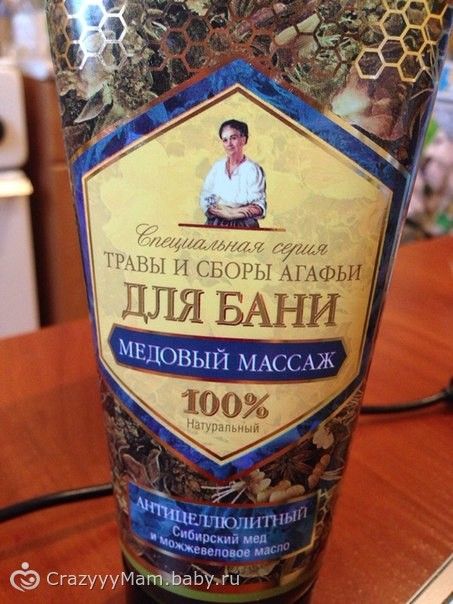 Специальная серия
ТРАВЫ И СБОРЫ АГАФЬИ
ДЛЯ БАНИ
МЕДОВЫЙ МАССАЖ
100%
Натуральный
АНТИЦЕЛЛЮЛИТНЫЙ
Сибирский мед
и можжевеловое масло
CrazyyyMam.baby.ru